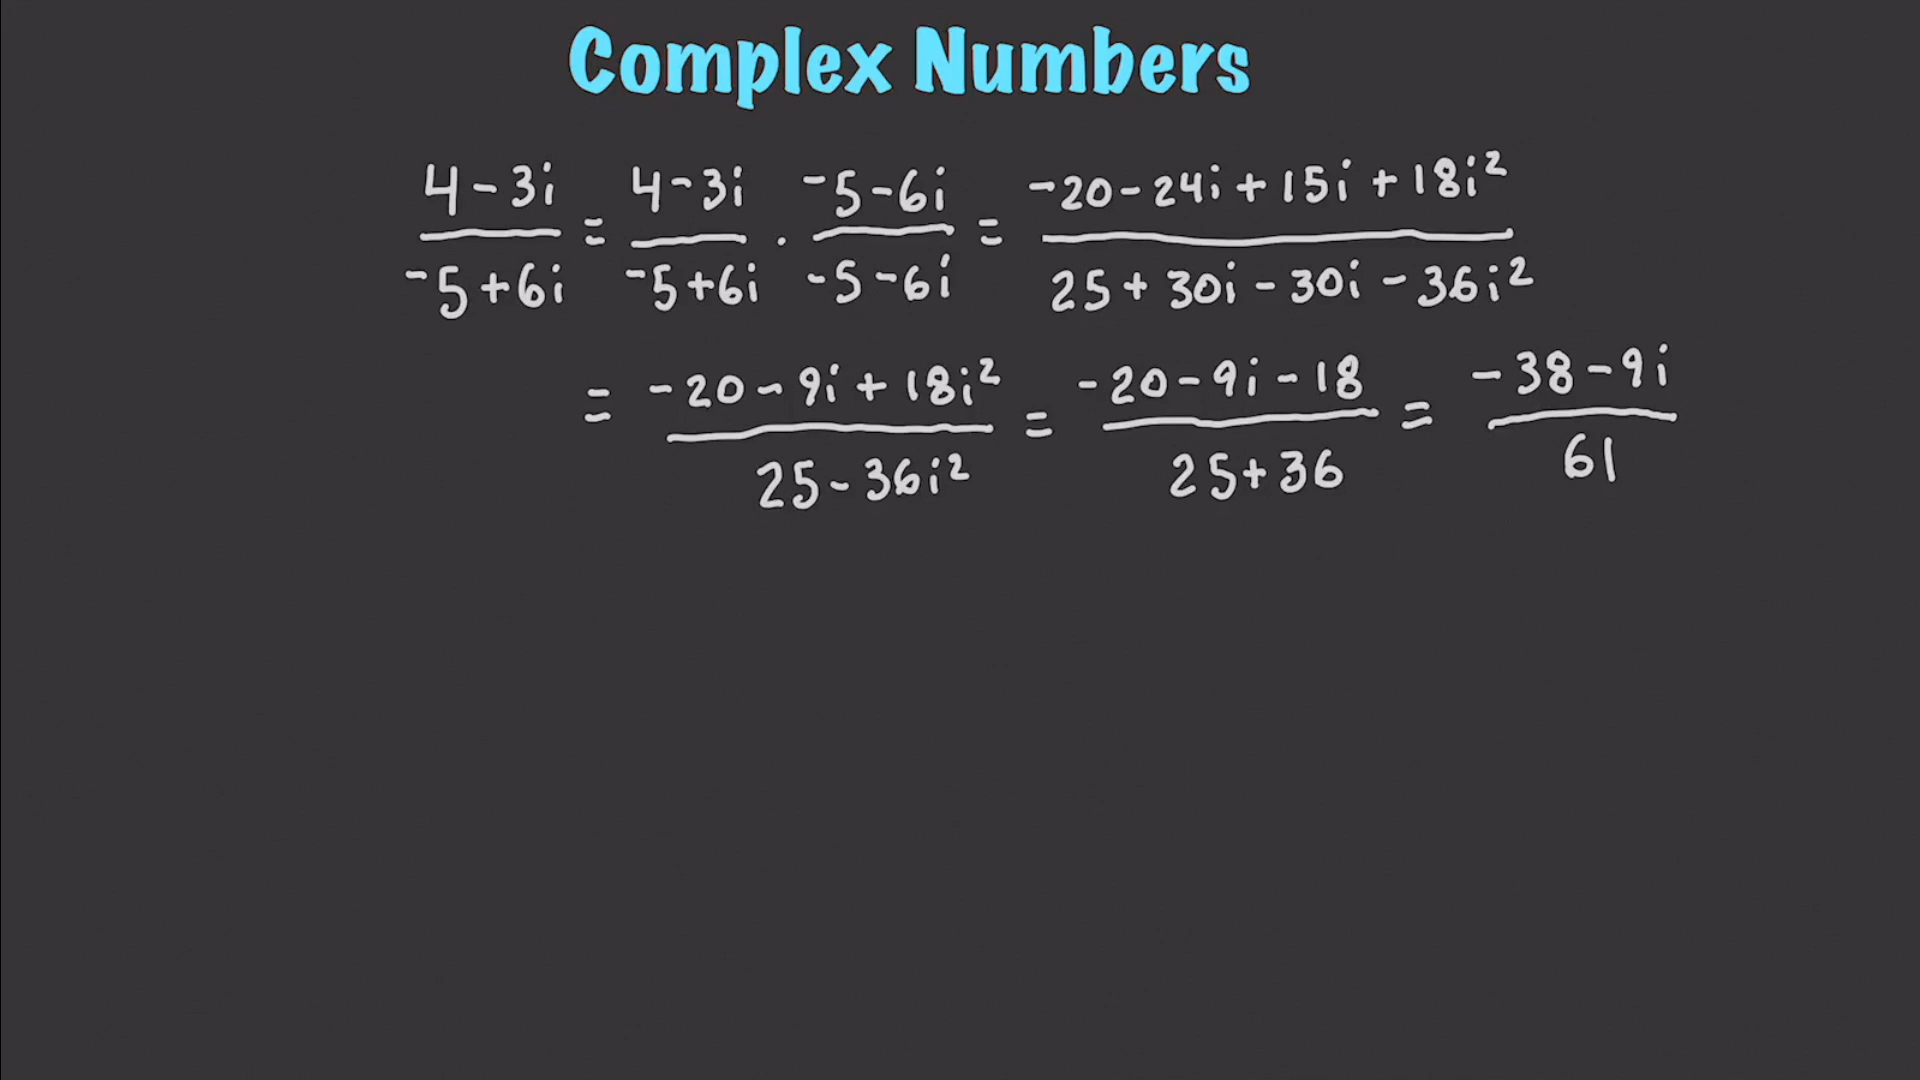 Complex Numbers
(4-3i)/(-5+6i) = (4-3i)/(-5+6i) · (-5-6i)/(-5-6i) = (-20-24i+15i+18i²)/(25+30i-30i-36i²)
= (-20-9i+18i²)/(25-36i²) = (-20-9i-18)/(25+36) = (-38-9i)/61